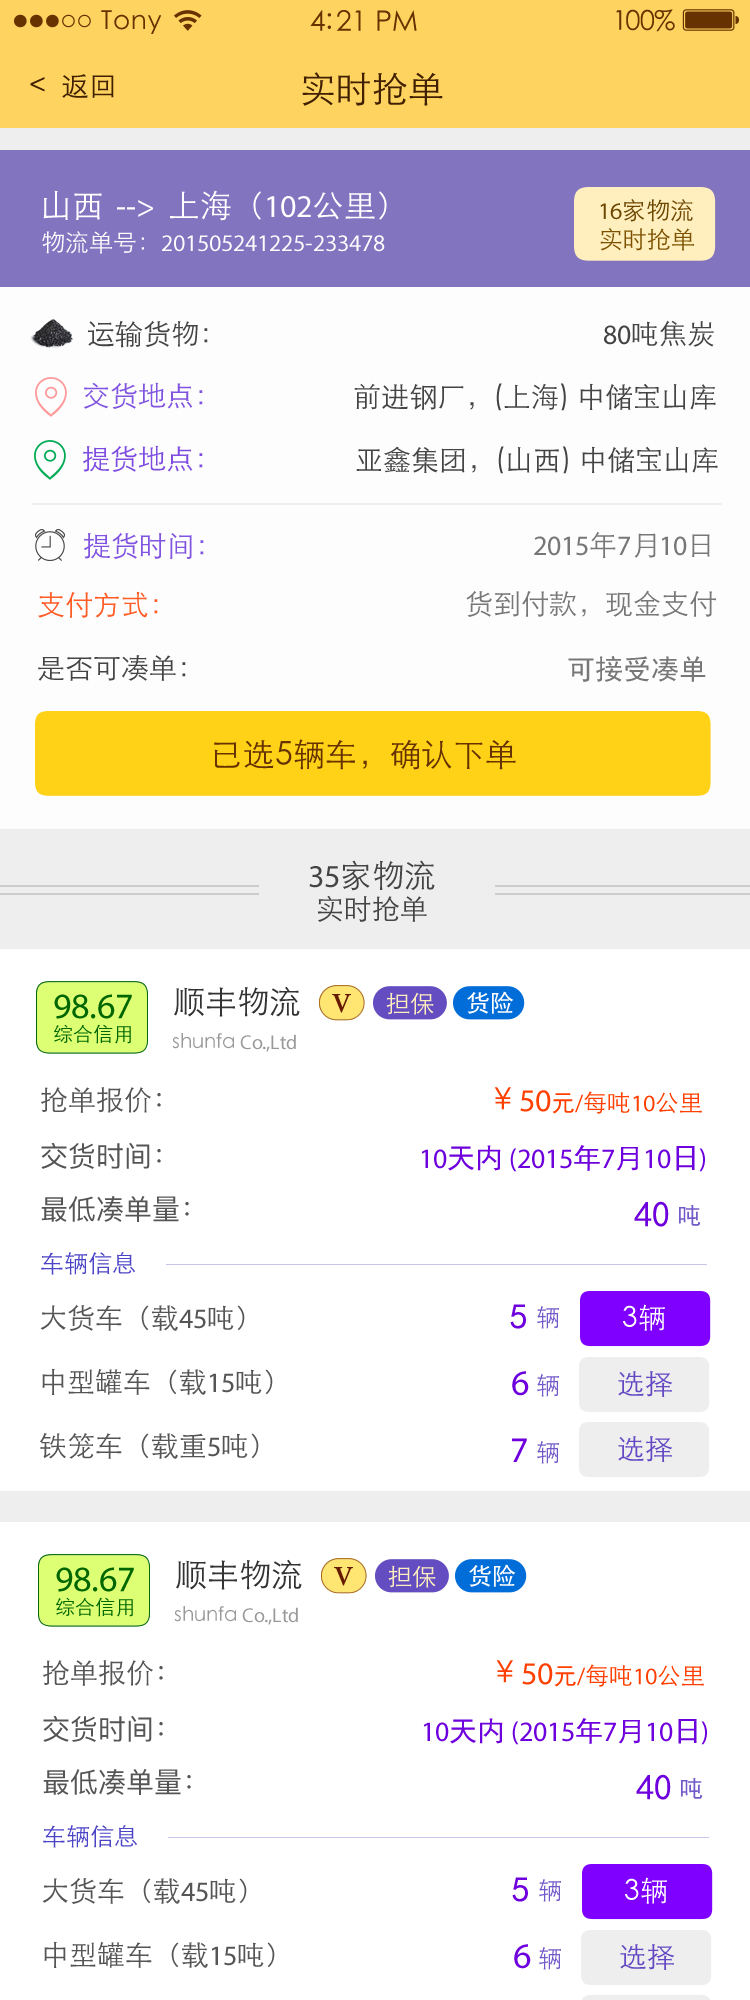 Tony 4:21 PM 100%
< 返回 实时抢单
山西 --> 上海（102公里）
物流单号：201505241225-233478
16家物流
实时抢单
运输货物： 80吨焦炭
交货地点： 前进钢厂，(上海) 中储宝山库
提货地点： 亚鑫集团，(山西) 中储宝山库
提货时间： 2015年7月10日
支付方式： 货到付款，现金支付
是否可凑单： 可接受凑单
已选5辆车，确认下单
35家物流
实时抢单
98.67
综合信用
顺丰物流 V 担保 货险
shunfa Co.,Ltd
抢单报价： ¥ 50元/每吨10公里
交货时间： 10天内 (2015年7月10日)
最低凑单量： 40 吨
车辆信息
大货车（载45吨） 5 辆 3辆
中型罐车（载15吨） 6 辆 选择
铁笼车（载重5吨） 7 辆 选择
98.67
综合信用
顺丰物流 V 担保 货险
shunfa Co.,Ltd
抢单报价： ¥ 50元/每吨10公里
交货时间： 10天内 (2015年7月10日)
最低凑单量： 40 吨
车辆信息
大货车（载45吨） 5 辆 3辆
中型罐车（载15吨） 6 辆 选择